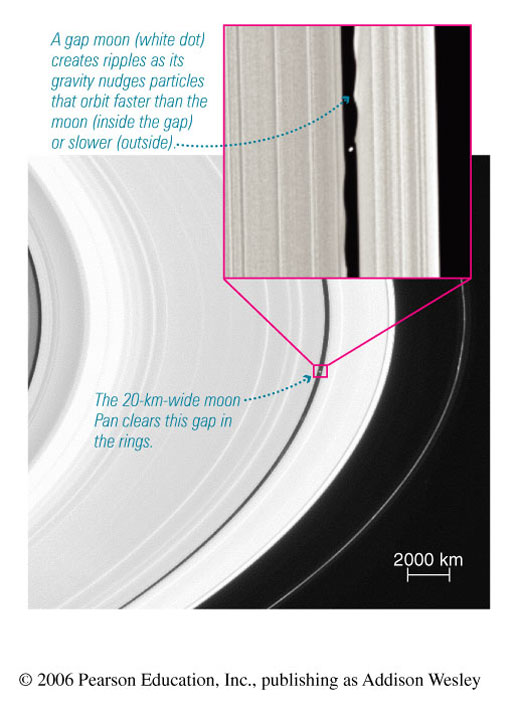 A gap moon (white dot)
creates ripples as its
gravity nudges particles
that orbit faster than the
moon (inside the gap)
or slower (outside).
The 20-km-wide moon
Pan clears this gap in
the rings.
2000 km
© 2006 Pearson Education, Inc., publishing as Addison Wesley